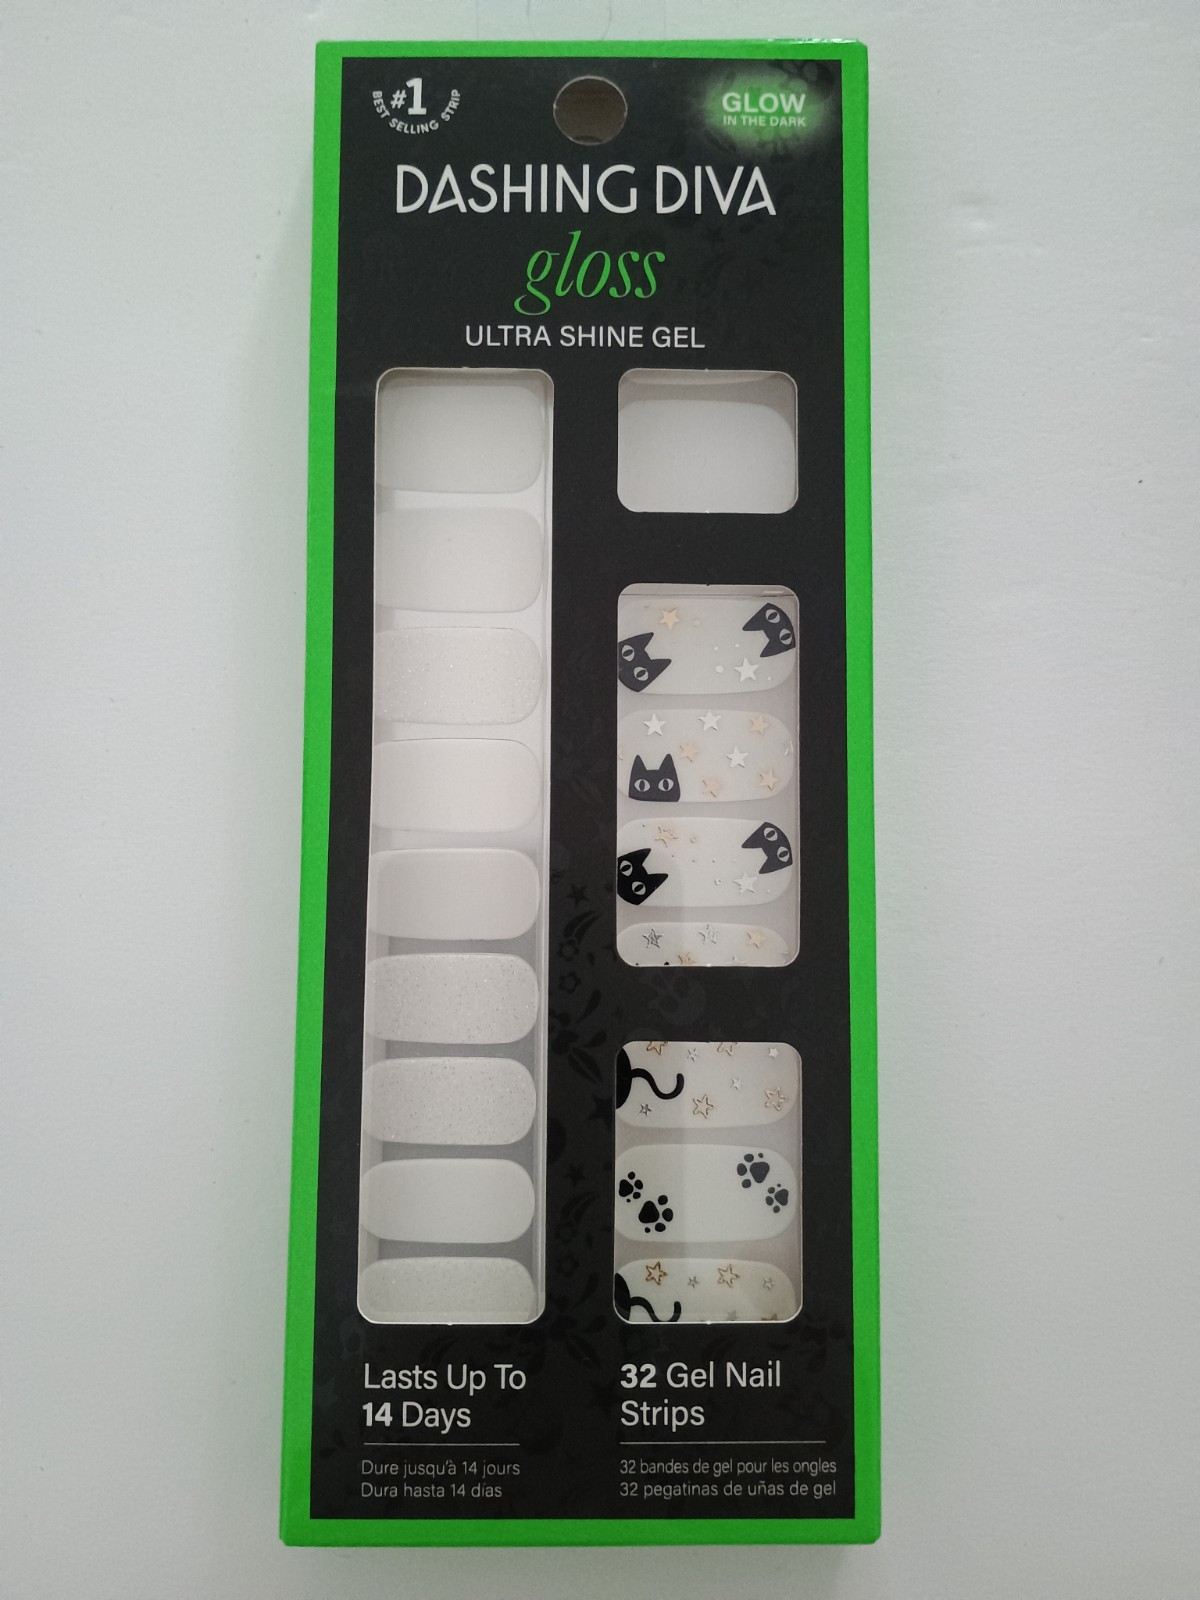 #1
BEST SELLING STRIP
GLOW
IN THE DARK
DASHING DIVA
gloss
ULTRA SHINE GEL
Lasts Up To
14 Days
Dure jusqu'à 14 jours
Dura hasta 14 días
32 Gel Nail
Strips
32 bandes de gel pour les ongles
32 pegatinas de uñas de gel